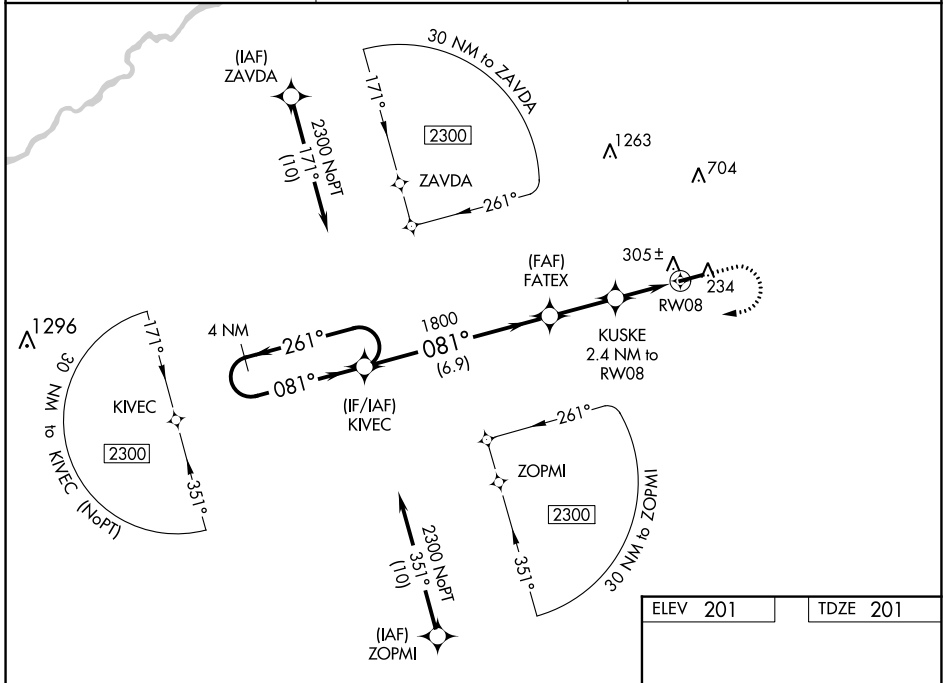 (IAF)
ZAVDA
2300 NoPT
171°
(10)
30 NM to ZAVDA
171°
2300
ZAVDA
261°
1263
704
(FAF)
FATEX
305±
234
RW08
KUSKE
2.4 NM to
RW08
1800
081°
(6.9)
4 NM
261°
081°
(IF/IAF)
KIVEC
1296
171°
30 NM to KIVEC (NoPT)
KIVEC
2300
351°
261°
ZOPMI
2300
351°
30 NM to ZOPMI
2300 NoPT
351°
(10)
(IAF)
ZOPMI
ELEV 201
TDZE 201